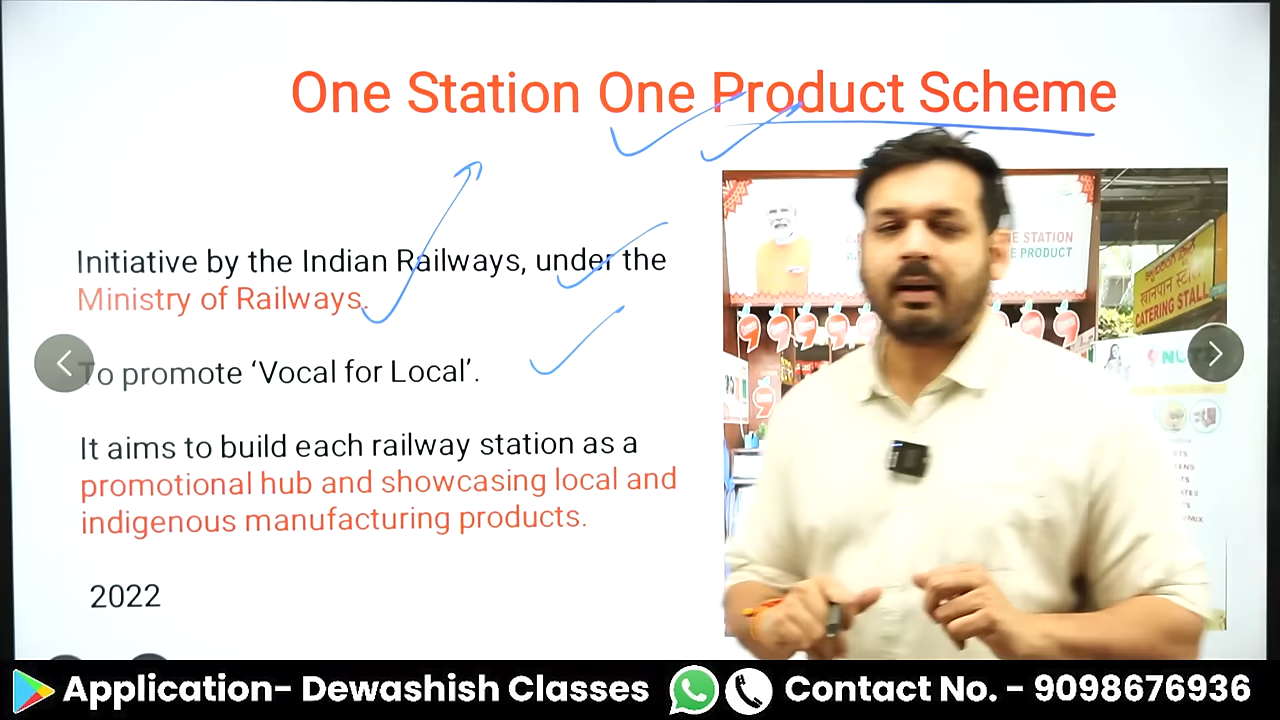 One Station One Product Scheme
Initiative by the Indian Railways, under the
Ministry of Railways.
To promote ‘Vocal for Local’.
It aims to build each railway station as a
promotional hub and showcasing local and
indigenous manufacturing products.
2022
E STATION
E PRODUCT
खानपान
CATERING STALL
Application- Dewashish Classes
Contact No. - 9098676936